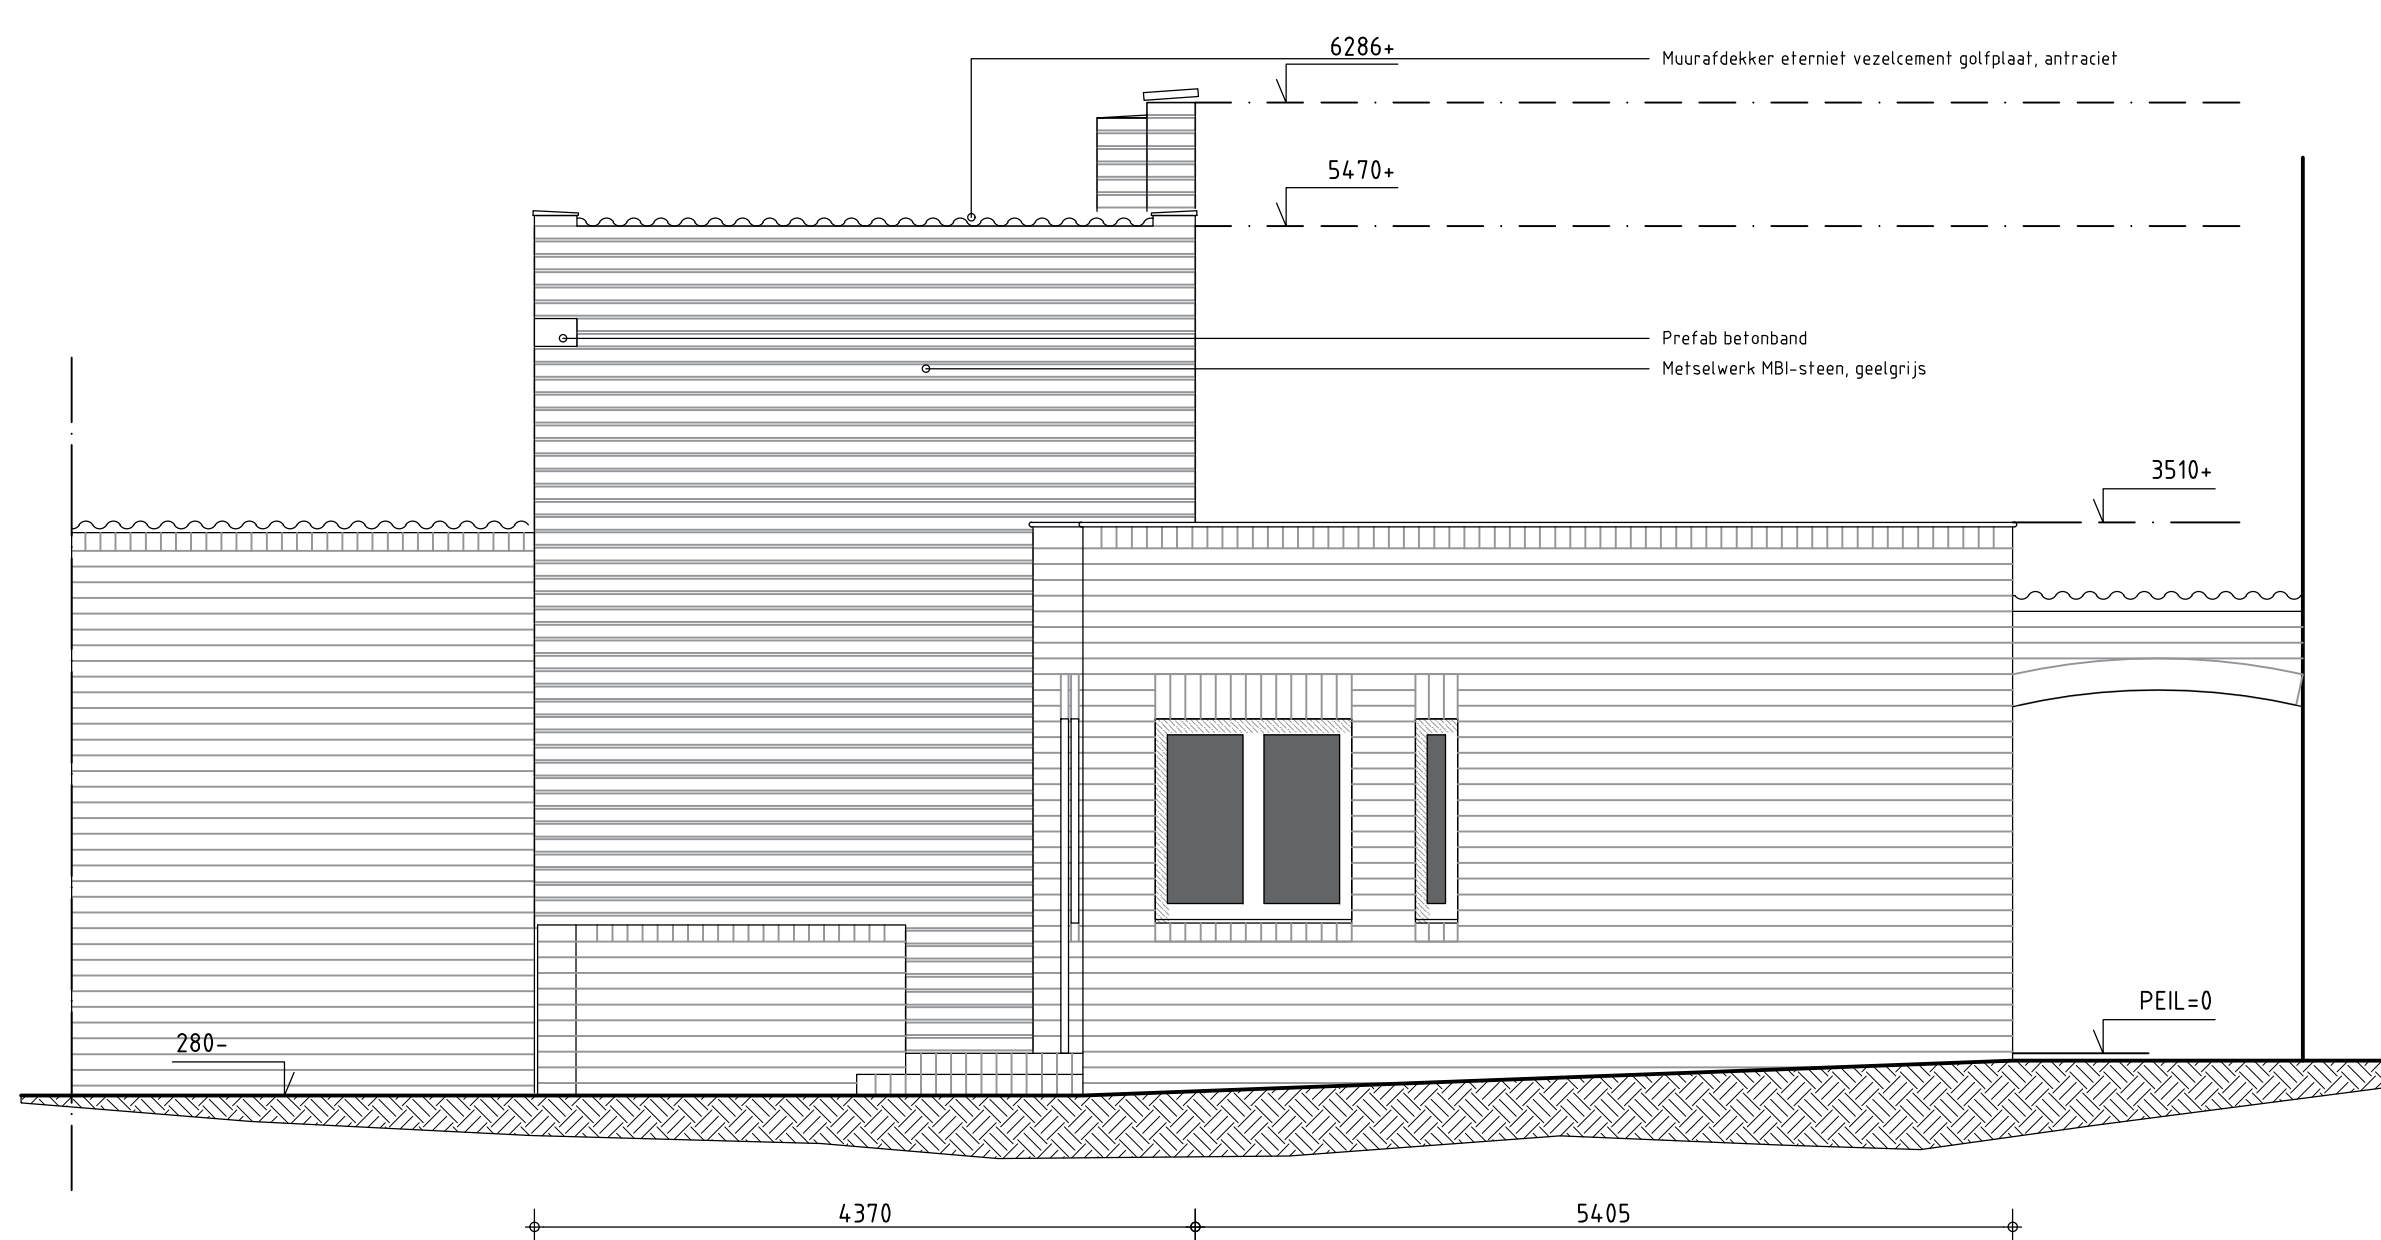 6286+
Muurafdekker eterniet vezelcement golfplaat, antraciet
5470+
Prefab betonband
Metselwerk MBI-steen, geelgrijs
3510+
PEIL=0
280-
4370
5405